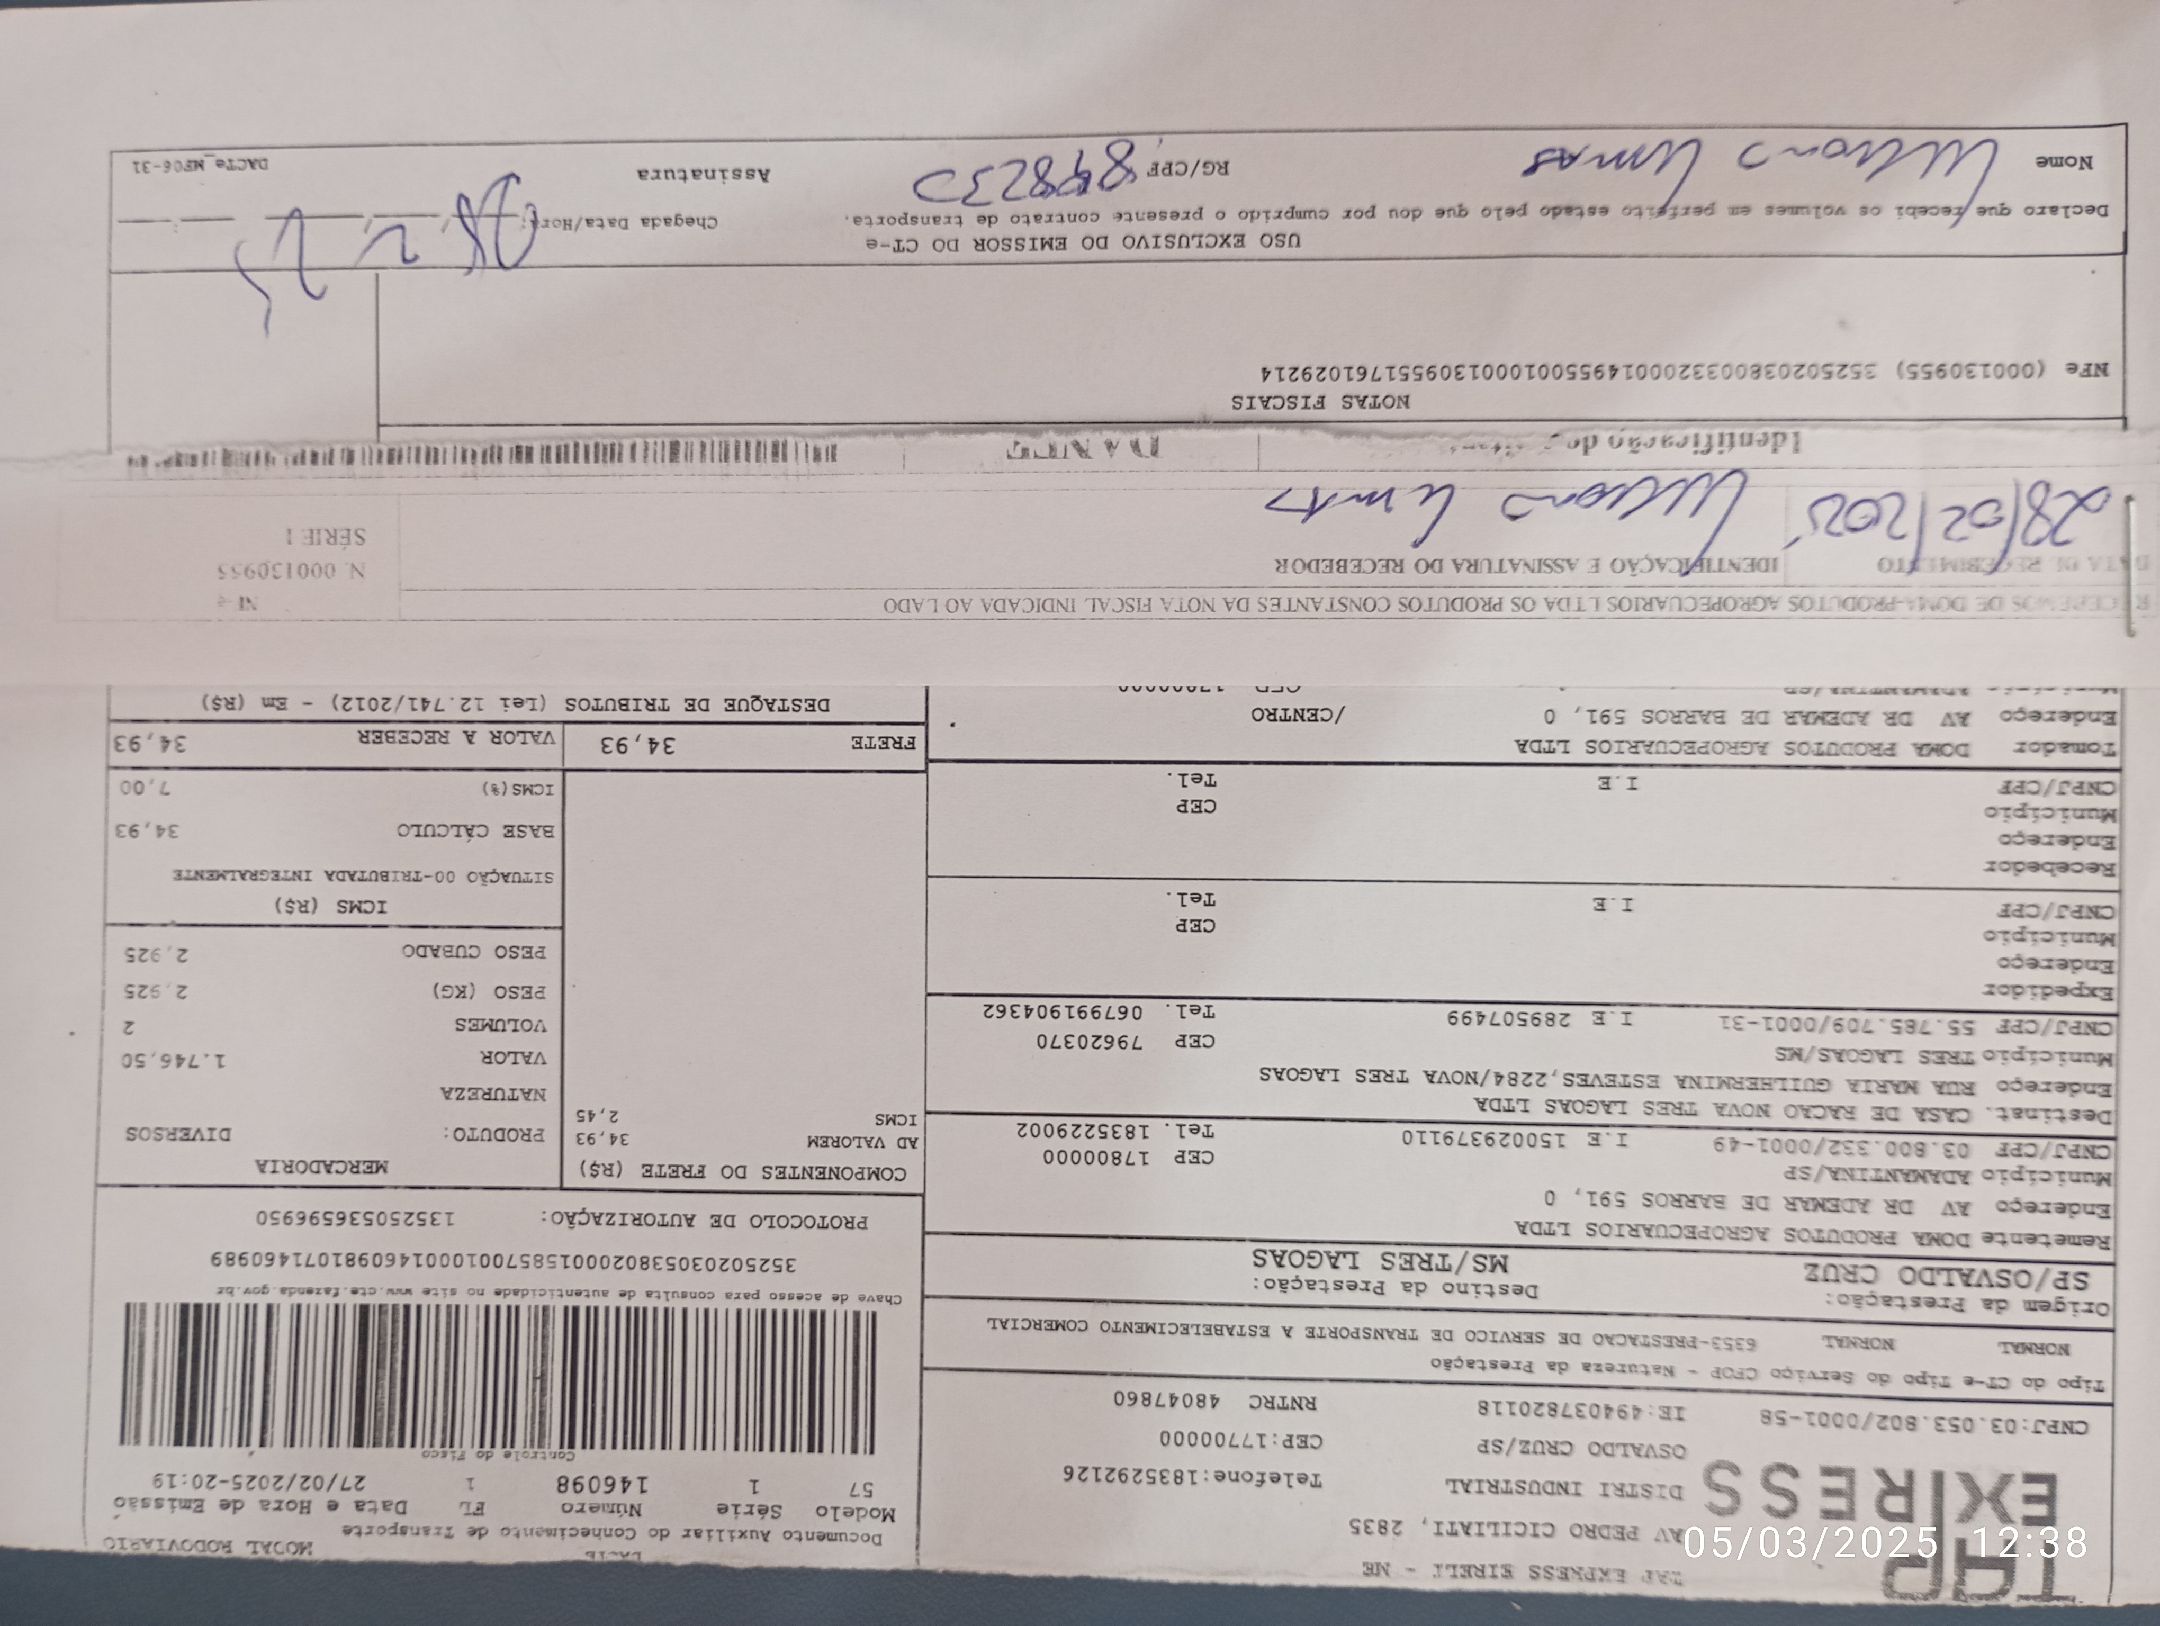 TAP
EXPRESS
TAP EXPRESS EIRELI - ME
AV PEDRO CICILIATI, 2835
DISTRI INDUSTRIAL Telefone:1835292126
OSVALDO CRUZ/SP CEP:17700000
CNPJ:03.053.802/0001-58 IE:494037820118 RNTRC 48047860
Tipo do CT-e Tipo do Serviço CFOP - Natureza da Prestação
NORMAL NORMAL 6353-PRESTACAO DE SERVICO DE TRANSPORTE A ESTABELECIMENTO COMERCIAL
Origem da Prestação: Destino da Prestação:
SP/OSVALDO CRUZ MS/TRES LAGOAS
Remetente DOMA PRODUTOS AGROPECUARIOS LTDA
Endereço AV DR ADEMAR DE BARROS 591, 0
Município ADAMANTINA/SP CEP 17800000
CNPJ/CPF 03.800.332/0001-49 I.E 150029379110 Tel. 1835229002
Destinat. CASA DE RACAO NOVA TRES LAGOAS LTDA
Endereço RUA MARIA GUILHERMINA ESTEVES,2284/NOVA TRES LAGOAS
Município TRES LAGOAS/MS CEP 79620370
CNPJ/CPF 55.785.709/0001-31 I.E 289507499 Tel. 067991904362
Expedidor
Endereço
Município CEP
CNPJ/CPF I.E Tel.
Recebedor
Endereço
Município CEP
CNPJ/CPF I.E Tel.
Tomador DOMA PRODUTOS AGROPECUARIOS LTDA
Endereço AV DR ADEMAR DE BARROS 591, 0 /CENTRO
Município ADAMANTINA/SP CEP 17800000
MODAL RODOVIARIO
Documento Auxiliar do Conhecimento de Transporte
Modelo Série Número FL Data e Hora de Emissão
57 1 146098 1 27/02/2025-20:19
Controle do Fisco
Chave de acesso para consulta de autenticidade no site www.cte.fazenda.gov.br
35250203053802000158570010001460981071460989
PROTOCOLO DE AUTORIZAÇÃO: 135250536596950
COMPONENTES DO FRETE (R$)
AD VALOREM 34,93
ICMS 2,45
MERCADORIA
PRODUTO: DIVERSOS
NATUREZA
VALOR 1.746,50
VOLUMES 2
PESO (KG) 2,925
PESO CUBADO 2,925
ICMS (R$)
SITUAÇÃO 00-TRIBUTADA INTEGRALMENTE
BASE CÁLCULO 34,93
ICMS(%) 7,00
FRETE 34,93 VALOR A RECEBER 34,93
DESTAQUE DE TRIBUTOS (Lei 12.741/2012) - Em (R$)
RECEBEMOS DE DOMA-PRODUTOS AGROPECUARIOS LTDA OS PRODUTOS CONSTANTES DA NOTA FISCAL INDICADA AO LADO
NF-e
N. 000130955
SÉRIE 1
DATA DE RECEBIMENTO IDENTIFICAÇÃO E ASSINATURA DO RECEBEDOR
28/02/2025
Identificação do DANFE
NOTAS FISCAIS
NFe (000130955) 35250203800332000149550010001309551761029214
USO EXCLUSIVO DO EMISSOR DO CT-e
Declaro que recebi os volumes em perfeito estado pelo que dou por cumprido o presente contrato de transporte.
Chegada Data/Hora:
Nome RG/CPF Assinatura
DACTe_MF06-31
05/03/2025 12:38